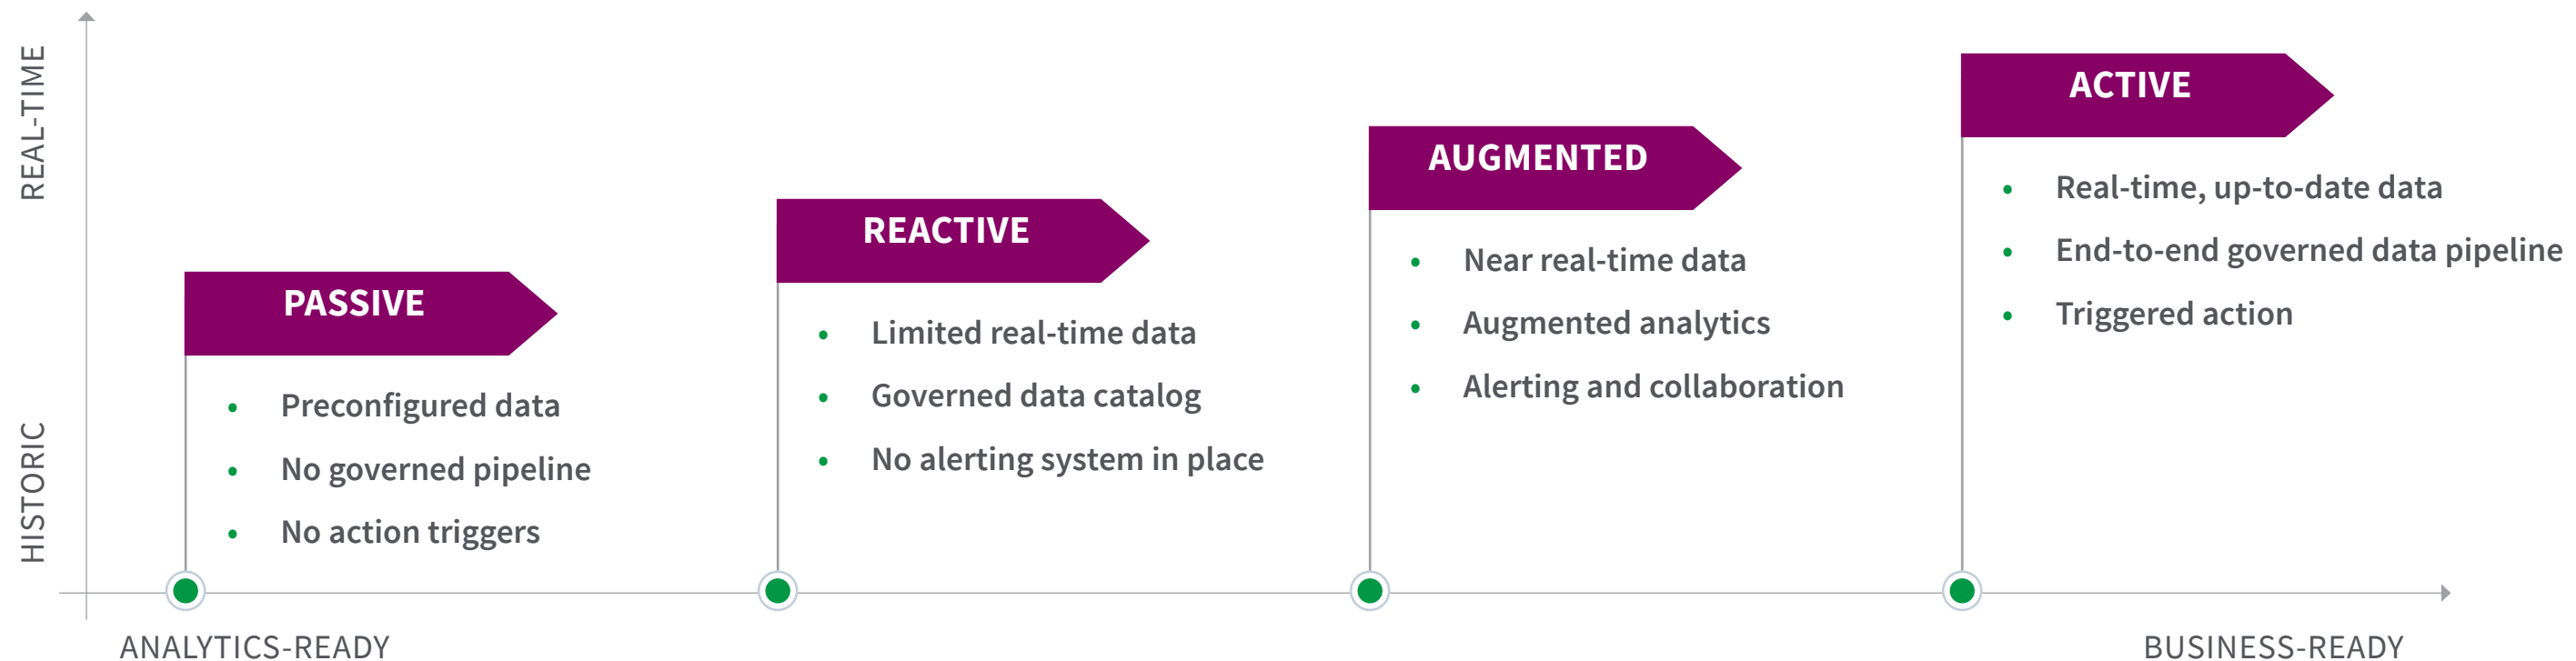 REAL-TIME
HISTORIC
PASSIVE
• Preconfigured data
• No governed pipeline
• No action triggers
REACTIVE
• Limited real-time data
• Governed data catalog
• No alerting system in place
AUGMENTED
• Near real-time data
• Augmented analytics
• Alerting and collaboration
ACTIVE
• Real-time, up-to-date data
• End-to-end governed data pipeline
• Triggered action
ANALYTICS-READY
BUSINESS-READY